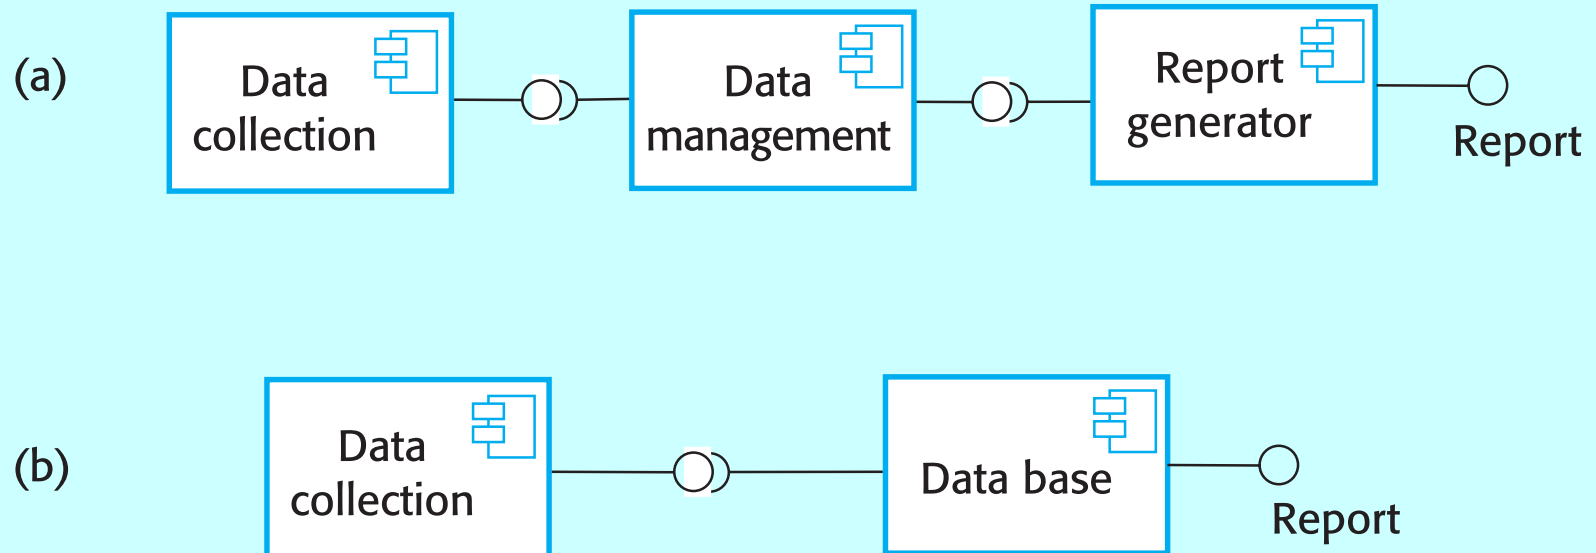 (a)
Data
collection
Data
management
Report
generator
Report
(b)
Data
collection
Data base
Report